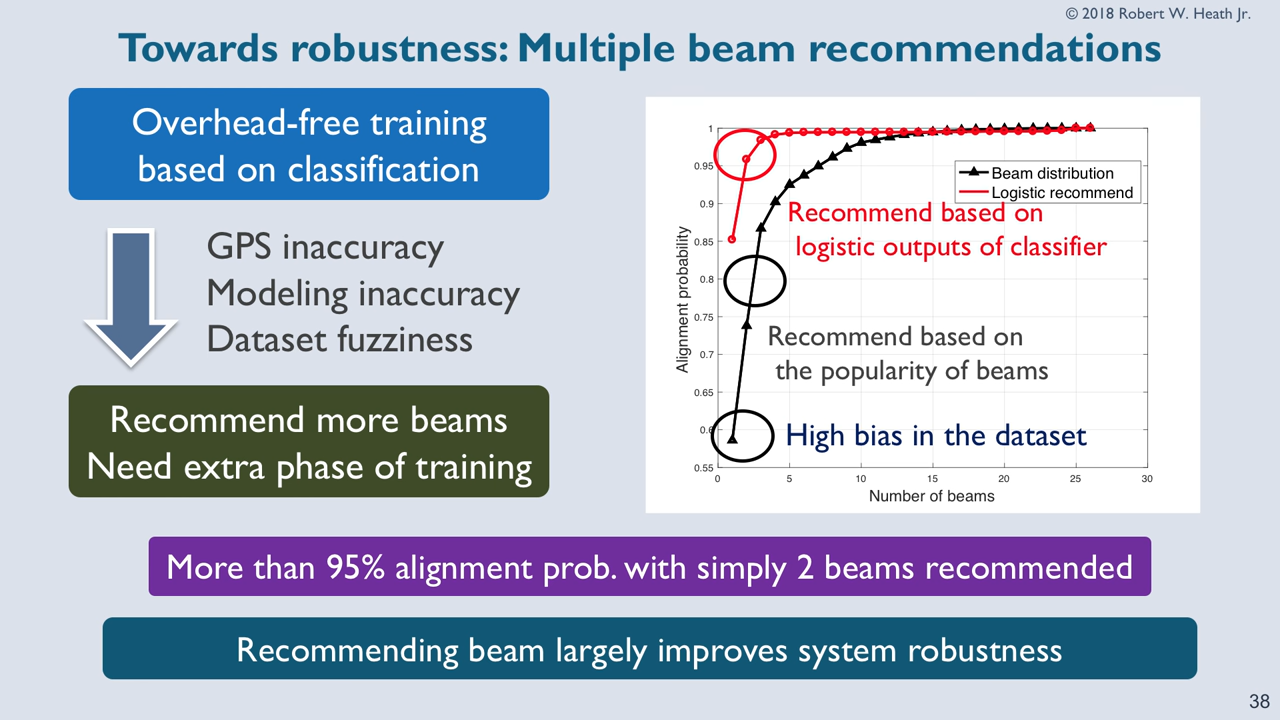 © 2018 Robert W. Heath Jr.
Towards robustness: Multiple beam recommendations
Overhead-free training
based on classification
GPS inaccuracy
Modeling inaccuracy
Dataset fuzziness
Recommend more beams
Need extra phase of training
1
0.95
0.9
0.85
0.8
0.75
0.7
0.65
0.6
0.55
Alignment probability
Beam distribution
Logistic recommend
Recommend based on
logistic outputs of classifier
Recommend based on
the popularity of beams
High bias in the dataset
0 5 10 15 20 25 30
Number of beams
More than 95% alignment prob. with simply 2 beams recommended
Recommending beam largely improves system robustness
38